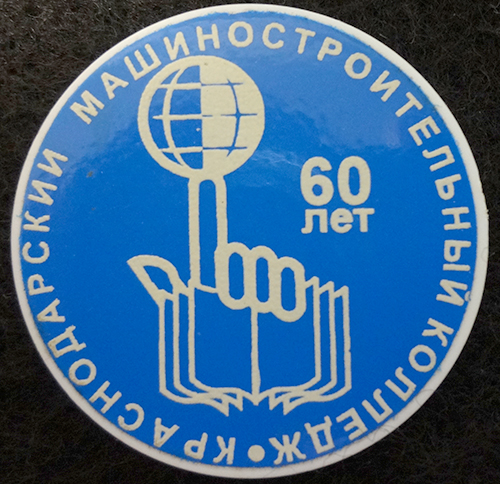 КРАСНОДАРСКИЙ МАШИНОСТРОИТЕЛЬНЫЙ КОЛЛЕДЖ
60
лет